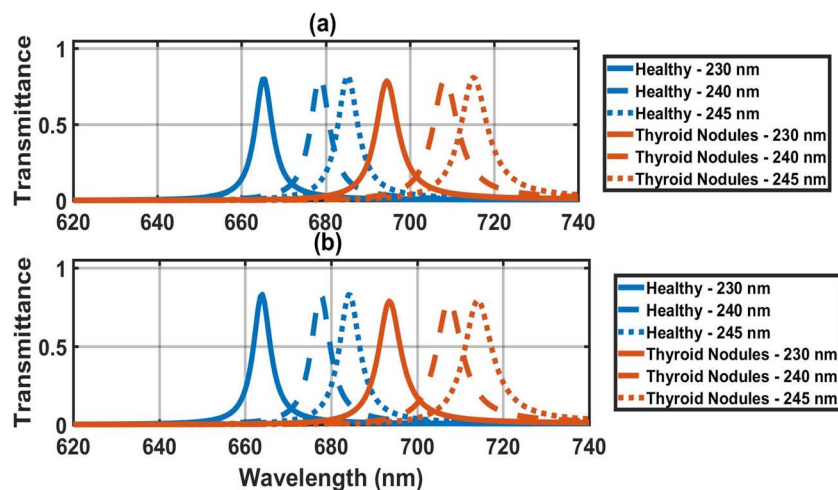 (a)
Transmittance
1
0.5
0
620 640 660 680 700 720 740
Healthy - 230 nm
Healthy - 240 nm
Healthy - 245 nm
Thyroid Nodules - 230 nm
Thyroid Nodules - 240 nm
Thyroid Nodules - 245 nm
(b)
Transmittance
1
0.5
0
620 640 660 680 700 720 740
Wavelength (nm)
Healthy - 230 nm
Healthy - 240 nm
Healthy - 245 nm
Thyroid Nodules - 230 nm
Thyroid Nodules - 240 nm
Thyroid Nodules - 245 nm